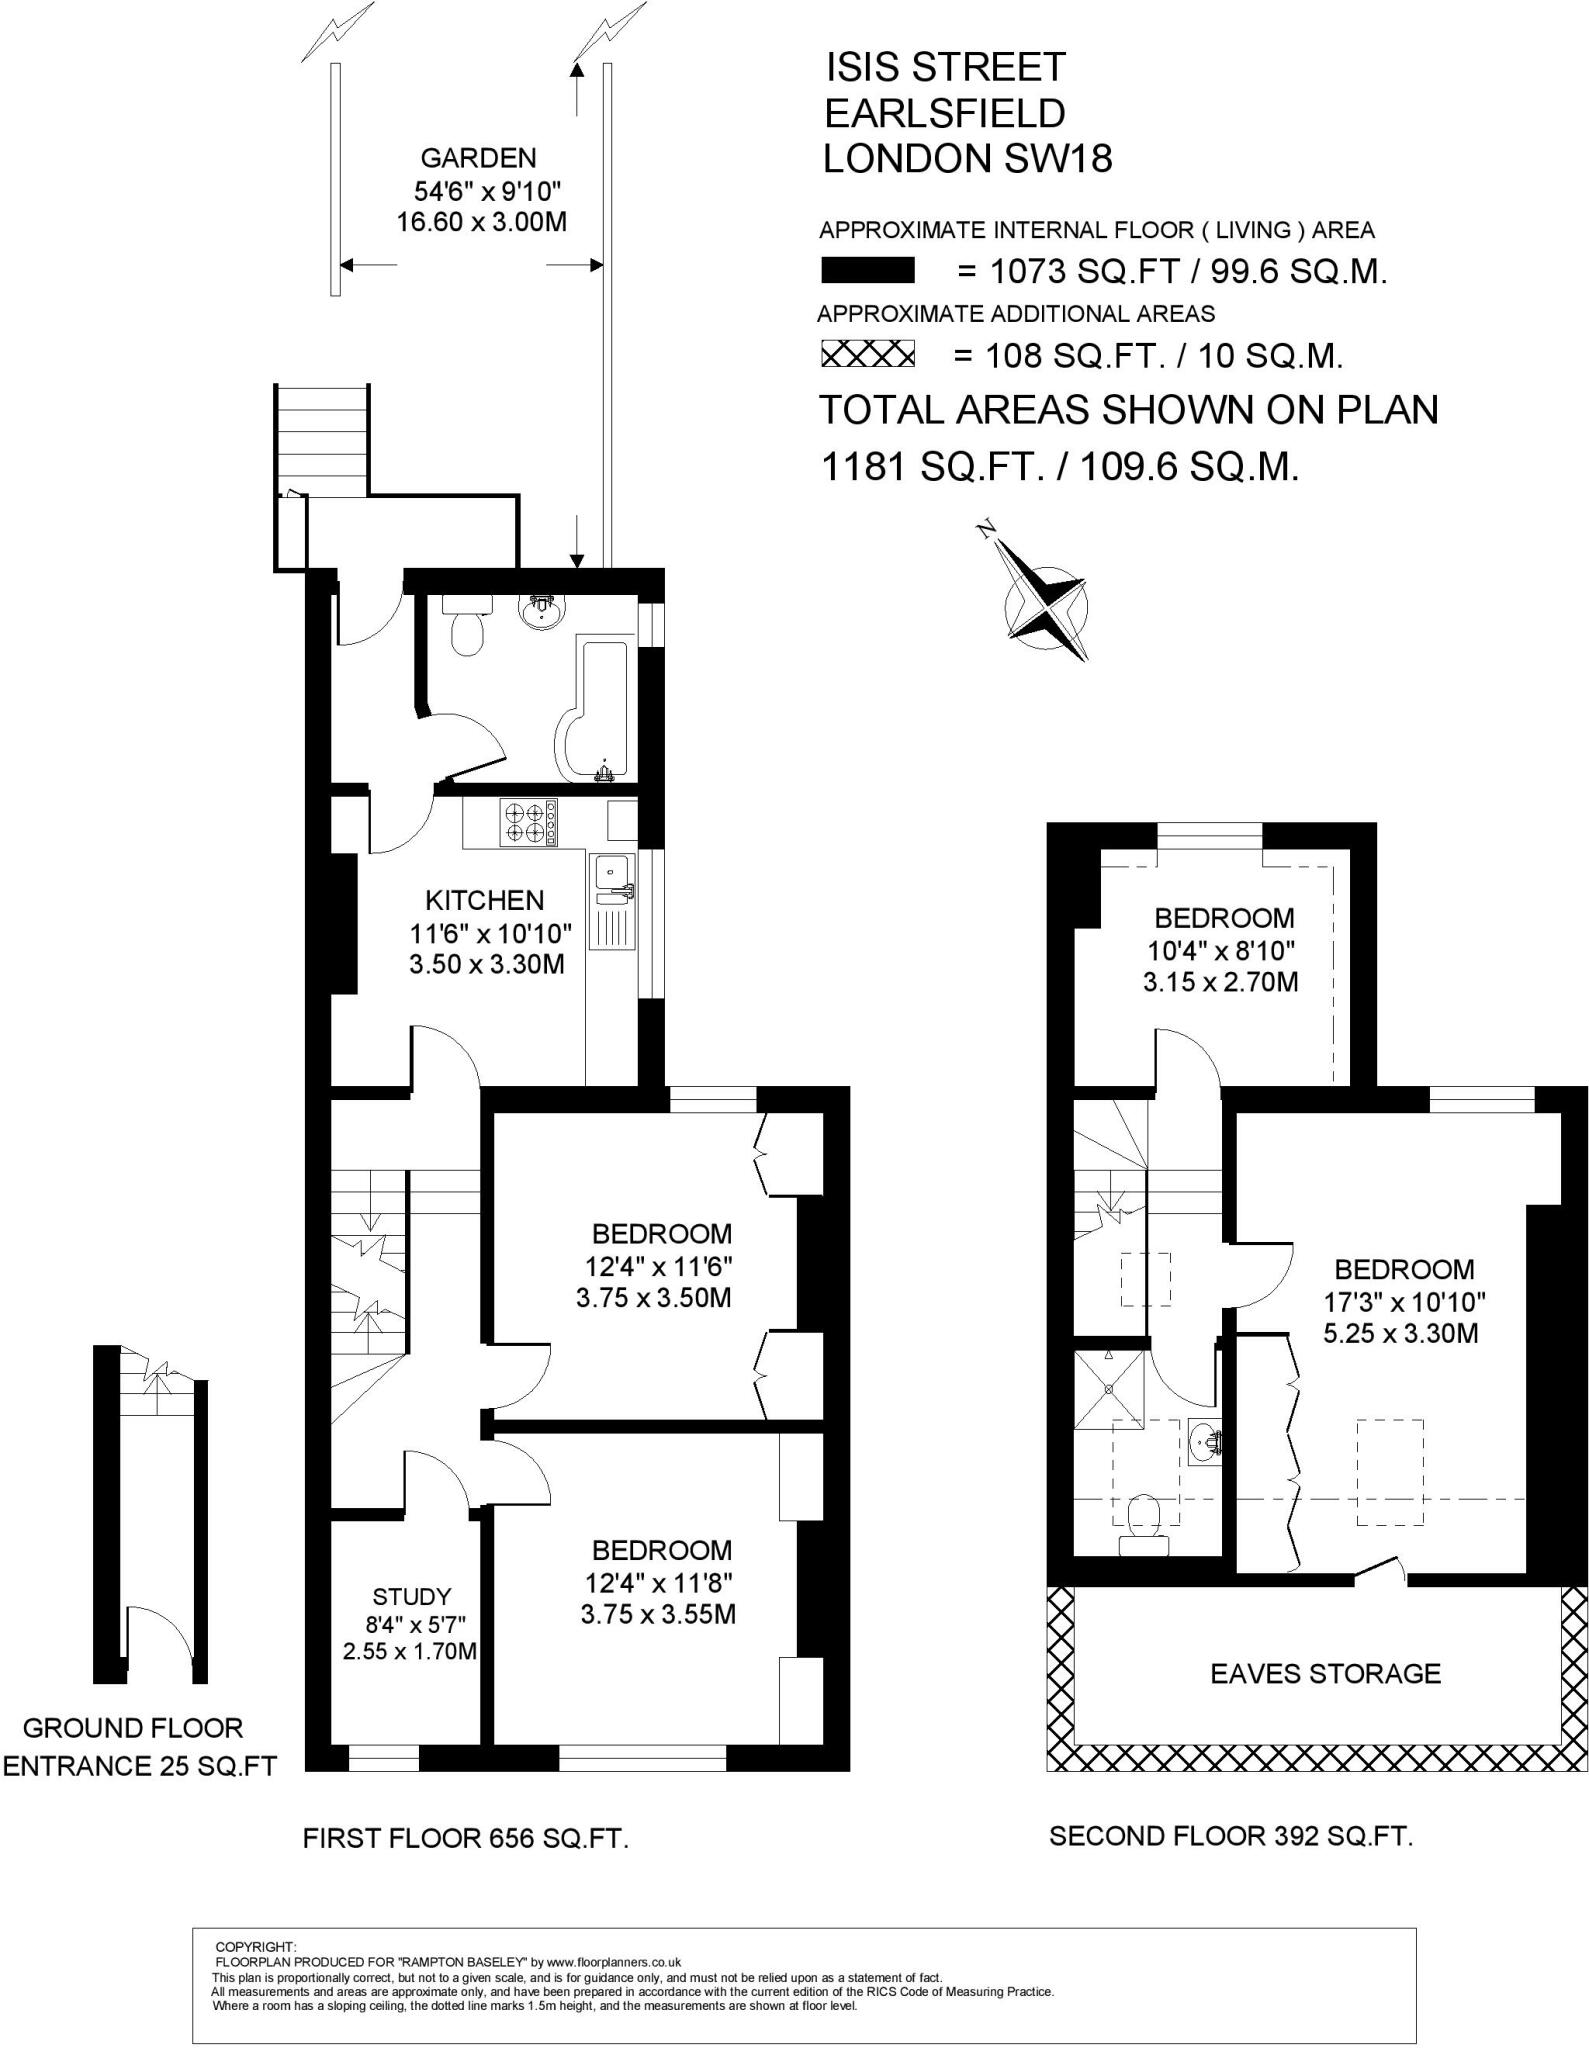 ISIS STREET
EARLSFIELD
LONDON SW18
APPROXIMATE INTERNAL FLOOR ( LIVING ) AREA
= 1073 SQ.FT / 99.6 SQ.M.
APPROXIMATE ADDITIONAL AREAS
= 108 SQ.FT. / 10 SQ.M.
TOTAL AREAS SHOWN ON PLAN
1181 SQ.FT. / 109.6 SQ.M.
N
GARDEN
54'6" x 9'10"
16.60 x 3.00M
KITCHEN
11'6" x 10'10"
3.50 x 3.30M
BEDROOM
12'4" x 11'6"
3.75 x 3.50M
BEDROOM
12'4" x 11'8"
3.75 x 3.55M
STUDY
8'4" x 5'7"
2.55 x 1.70M
GROUND FLOOR
ENTRANCE 25 SQ.FT
FIRST FLOOR 656 SQ.FT.
BEDROOM
10'4" x 8'10"
3.15 x 2.70M
BEDROOM
17'3" x 10'10"
5.25 x 3.30M
EAVES STORAGE
SECOND FLOOR 392 SQ.FT.
COPYRIGHT:
FLOORPLAN PRODUCED FOR "RAMPTON BASELEY" by www.floorplanners.co.uk
This plan is proportionally correct, but not to a given scale, and is for guidance only, and must not be relied upon as a statement of fact.
All measurements and areas are approximate only, and have been prepared in accordance with the current edition of the RICS Code of Measuring Practice.
Where a room has a sloping ceiling, the dotted line marks 1.5m height, and the measurements are shown at floor level.